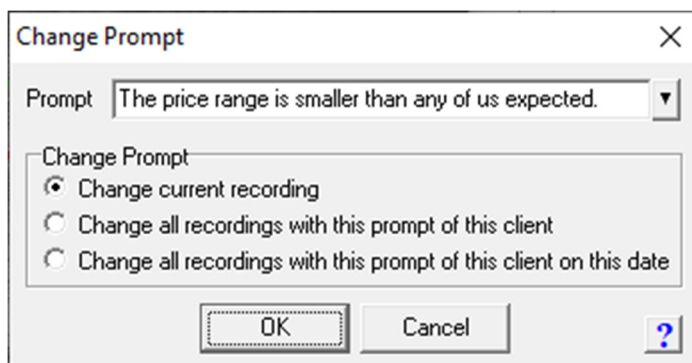 Change Prompt
Prompt The price range is smaller than any of us expected.
Change Prompt
Change current recording
Change all recordings with this prompt of this client
Change all recordings with this prompt of this client on this date
OK Cancel ?